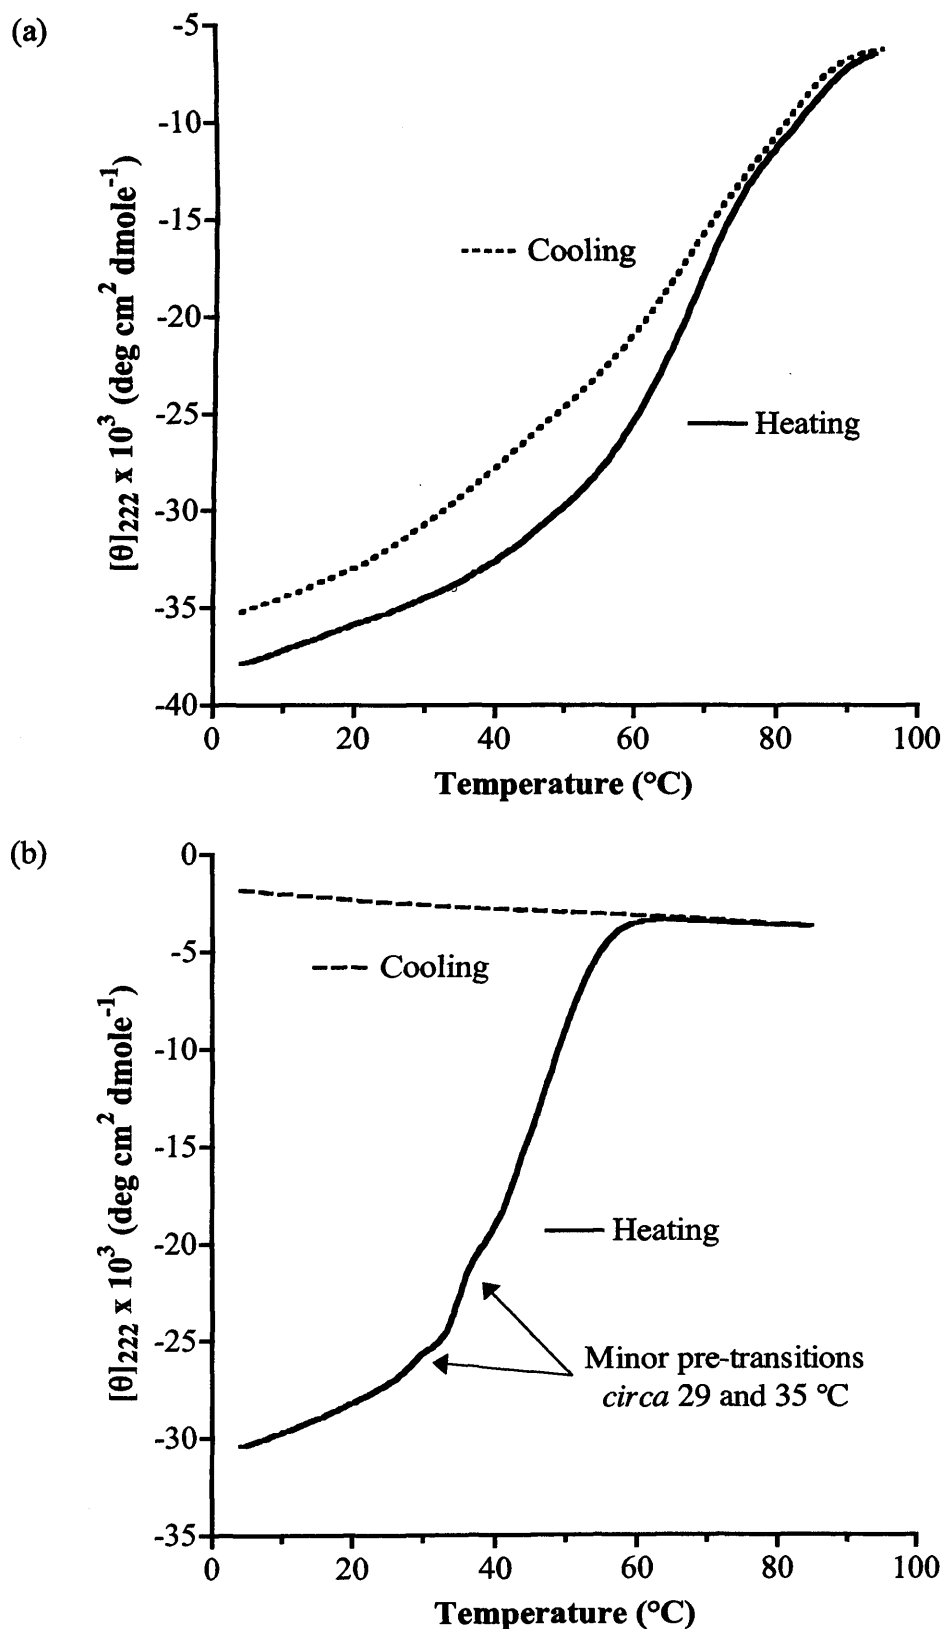 (a)
-5
-10
-15
-20
-25
-30
-35
-40
[θ]222 x 10³ (deg cm² dmole⁻¹)
Cooling
Heating
0 20 40 60 80 100
Temperature (°C)
(b)
0
-5
-10
-15
-20
-25
-30
-35
[θ]222 x 10³ (deg cm² dmole⁻¹)
Cooling
Heating
Minor pre-transitions
circa 29 and 35 °C
0 20 40 60 80 100
Temperature (°C)